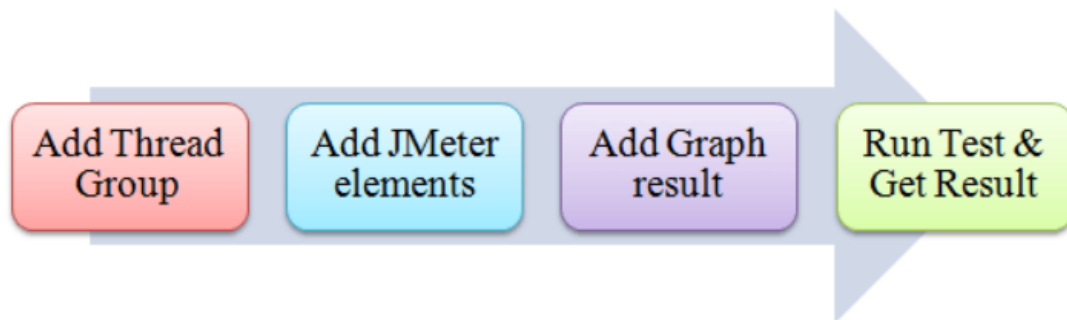 Add Thread
Group
Add JMeter
elements
Add Graph
result
Run Test &
Get Result